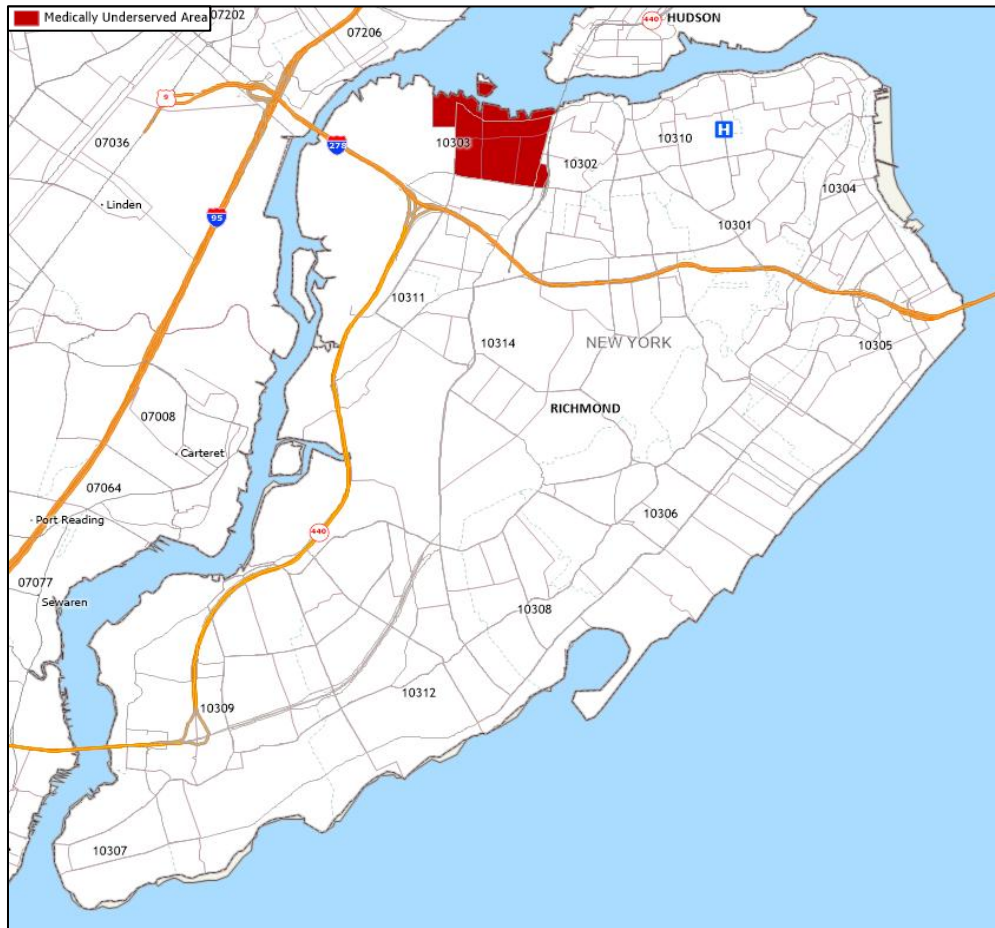 Medically Underserved Area
07202
440
HUDSON
07206
9
07036
278
10303
10302
10310
H
10304
Linden
95
10301
10311
10314
NEW YORK
10305
RICHMOND
07008
Carteret
07064
Port Reading
440
10306
07077
Sewaren
10308
10312
10309
10307